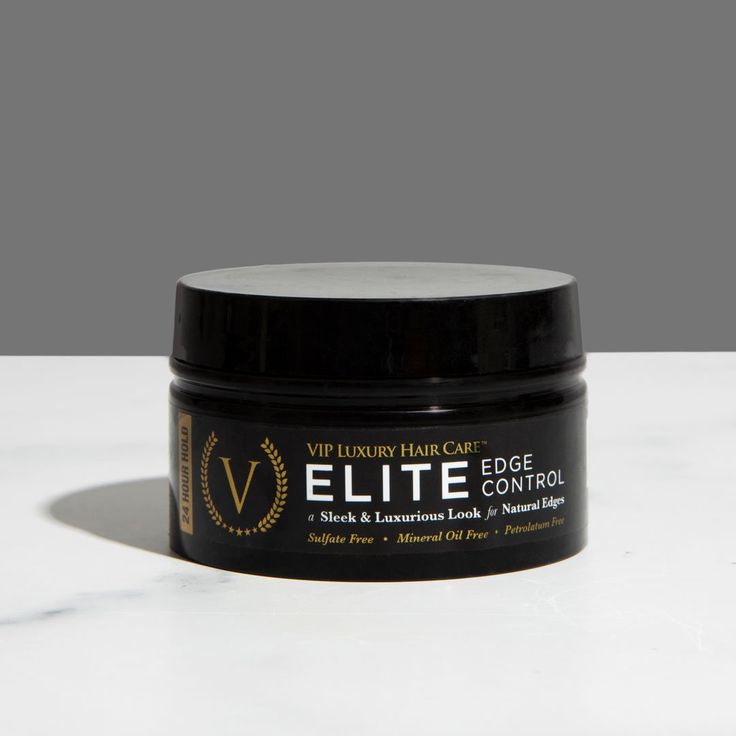 24 HOUR HOLD
V
VIP LUXURY HAIR CARE™
ELITE EDGE CONTROL
a Sleek & Luxurious Look for Natural Edges
Sulfate Free • Mineral Oil Free • Petrolatum Free